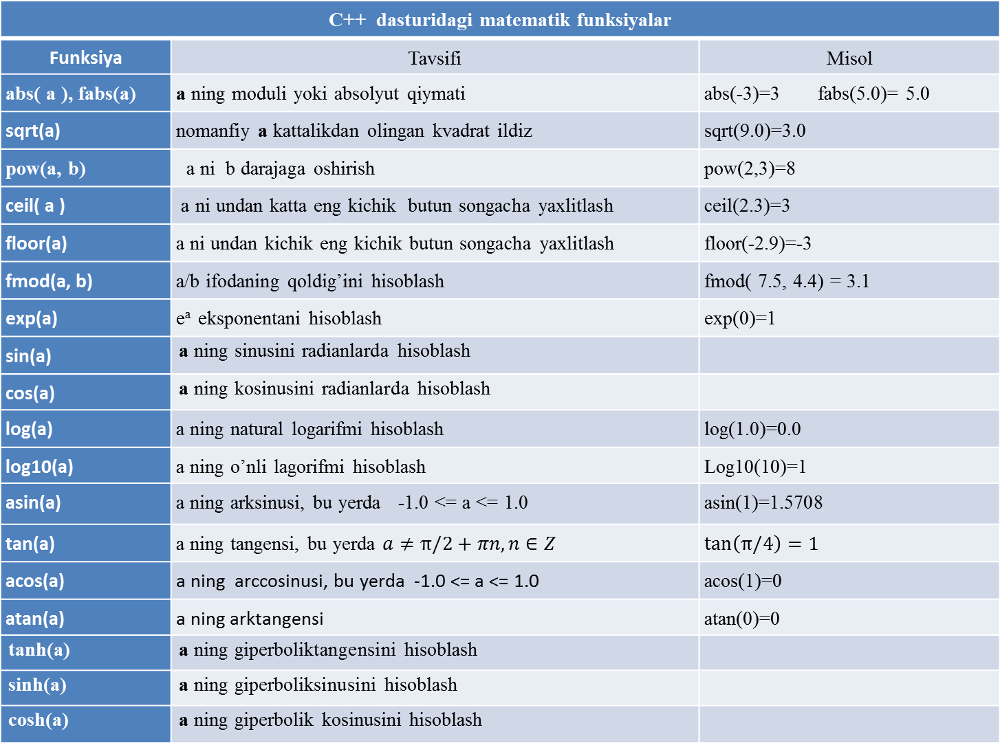 C++ dasturidagi matematik funksiyalar
Funksiya Tavsifi Misol
abs( a ), fabs(a) a ning moduli yoki absolyut qiymati abs(-3)=3 fabs(5.0)= 5.0
sqrt(a) nomanfiy a kattalikdan olingan kvadrat ildiz sqrt(9.0)=3.0
pow(a, b) a ni b darajaga oshirish pow(2,3)=8
ceil( a ) a ni undan katta eng kichik butun songacha yaxlitlash ceil(2.3)=3
floor(a) a ni undan kichik eng kichik butun songacha yaxlitlash floor(-2.9)=-3
fmod(a, b) a/b ifodaning qoldig’ini hisoblash fmod( 7.5, 4.4) = 3.1
exp(a) eᵃ eksponentani hisoblash exp(0)=1
sin(a) a ning sinusini radianlarda hisoblash
cos(a) a ning kosinusini radianlarda hisoblash
log(a) a ning natural logarifmi hisoblash log(1.0)=0.0
log10(a) a ning o’nli lagorifmi hisoblash Log10(10)=1
asin(a) a ning arksinusi, bu yerda -1.0 <= a <= 1.0 asin(1)=1.5708
tan(a) a ning tangensi, bu yerda a ≠ π/2 + πn, n ∈ Z tan(π/4) = 1
acos(a) a ning arccosinusi, bu yerda -1.0 <= a <= 1.0 acos(1)=0
atan(a) a ning arktangensi atan(0)=0
tanh(a) a ning giperboliktangensini hisoblash
sinh(a) a ning giperboliksinusini hisoblash
cosh(a) a ning giperbolik kosinusini hisoblash